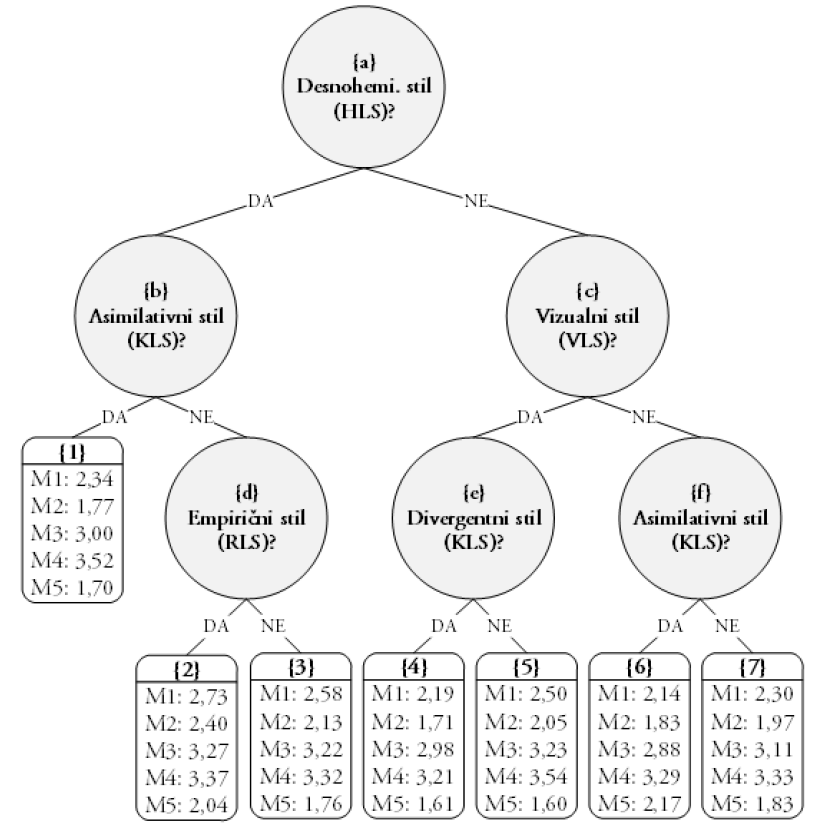 {a}
Desnohemi. stil
(HLS)?
DA
NE
{b}
Asimilativni stil
(KLS)?
{c}
Vizualni stil
(VLS)?
DA
NE
DA
NE
{1}
M1: 2,34
M2: 1,77
M3: 3,00
M4: 3,52
M5: 1,70
{d}
Empirični stil
(RLS)?
{e}
Divergentni stil
(KLS)?
{f}
Asimilativni stil
(KLS)?
DA
NE
DA
NE
DA
NE
{2}
M1: 2,73
M2: 2,40
M3: 3,27
M4: 3,37
M5: 2,04
{3}
M1: 2,58
M2: 2,13
M3: 3,22
M4: 3,32
M5: 1,76
{4}
M1: 2,19
M2: 1,71
M3: 2,98
M4: 3,21
M5: 1,61
{5}
M1: 2,50
M2: 2,05
M3: 3,23
M4: 3,54
M5: 1,60
{6}
M1: 2,14
M2: 1,83
M3: 2,88
M4: 3,29
M5: 2,17
{7}
M1: 2,30
M2: 1,97
M3: 3,11
M4: 3,33
M5: 1,83